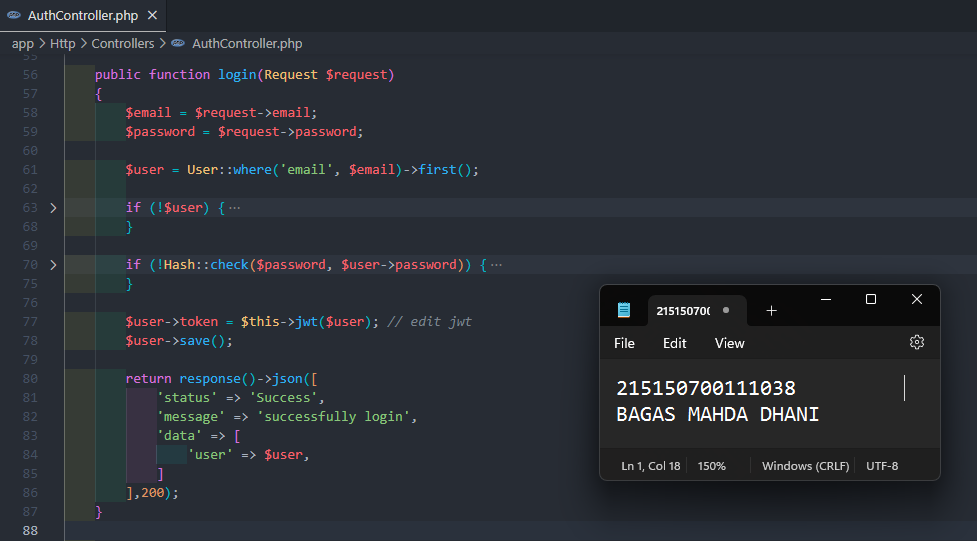 AuthController.php
app > Http > Controllers > AuthController.php
55
56 public function login(Request $request)
57 {
58 $email = $request->email;
59 $password = $request->password;
60
61 $user = User::where('email', $email)->first();
62
63 if (!$user) { ···
68 }
69
70 if (!Hash::check($password, $user->password)) { ···
75 }
76
77 $user->token = $this->jwt($user); // edit jwt
78 $user->save();
79
80 return response()->json([
81 'status' => 'Success',
82 'message' => 'successfully login',
83 'data' => [
84 'user' => $user,
85 ]
86 ],200);
87 }
88
21515070(
File Edit View
215150700111038
BAGAS MAHDA DHANI
Ln 1, Col 18 150% Windows (CRLF) UTF-8